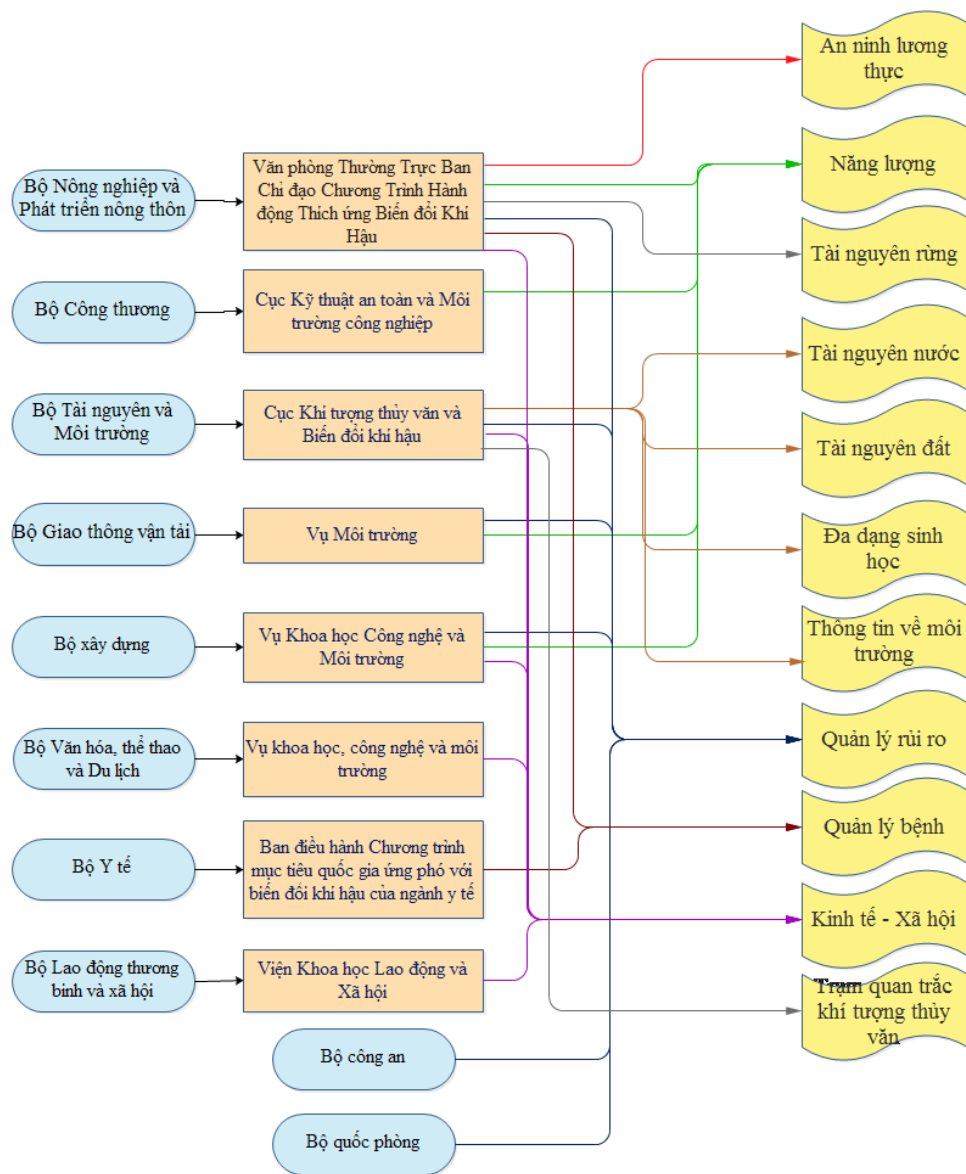 An ninh lương
thực
Bộ Nông nghiệp và
Phát triển nông thôn
Văn phòng Thường Trực Ban
Chỉ đạo Chương Trình Hành
động Thích ứng Biến đổi Khí
Hậu
Năng lượng
Tài nguyên rừng
Bộ Công thương
Cục Kỹ thuật an toàn và Môi
trường công nghiệp
Tài nguyên nước
Bộ Tài nguyên và
Môi trường
Cục Khí tượng thủy văn và
Biến đổi khí hậu
Tài nguyên đất
Bộ Giao thông vận tải
Vụ Môi trường
Đa dạng sinh
học
Bộ xây dựng
Vụ Khoa học Công nghệ và
Môi trường
Thông tin về môi
trường
Bộ Văn hóa, thể thao
và Du lịch
Vụ khoa học, công nghệ và môi
trường
Quản lý rủi ro
Bộ Y tế
Ban điều hành Chương trình
mục tiêu quốc gia ứng phó với
biến đổi khí hậu của ngành y tế
Quản lý bệnh
Bộ Lao động thương
binh và xã hội
Viện Khoa học Lao động và
Xã hội
Kinh tế - Xã hội
Trạm quan trắc
khí tượng thủy
văn
Bộ công an
Bộ quốc phòng